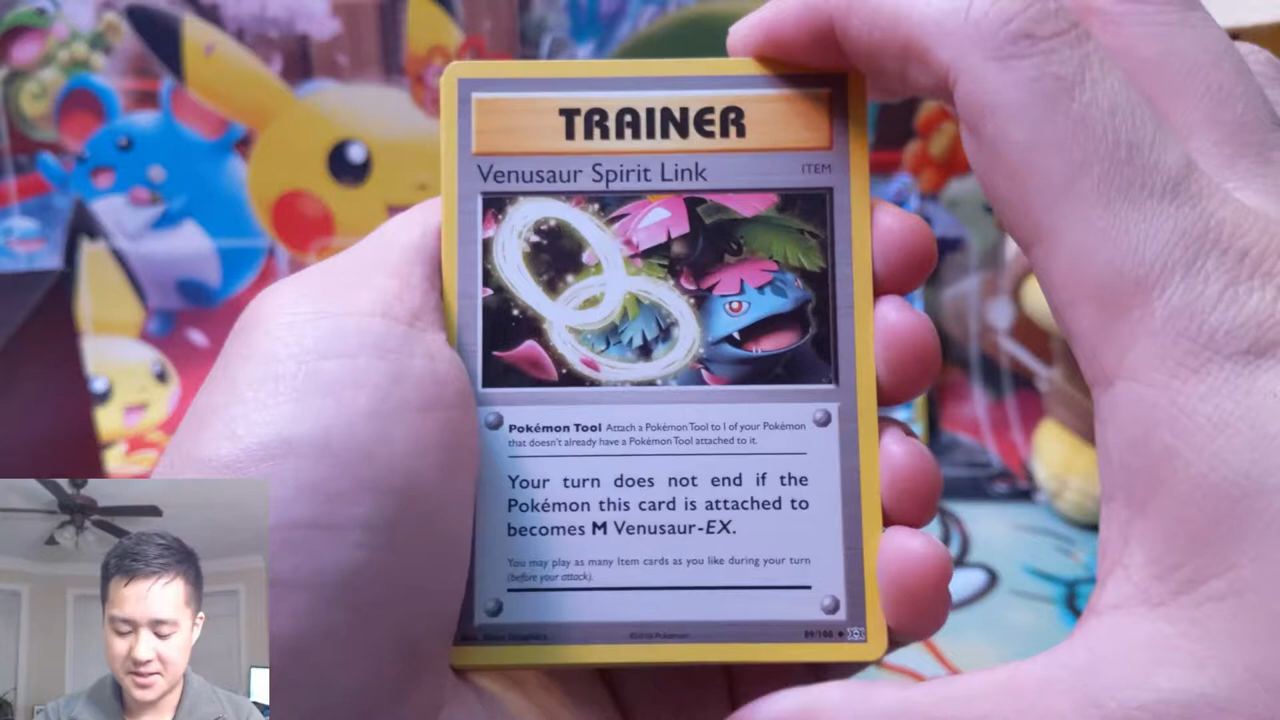 TRAINER
Venusaur Spirit Link ITEM
Pokémon Tool Attach a Pokémon Tool to 1 of your Pokémon
that doesn't already have a Pokémon Tool attached to it.
Your turn does not end if the
Pokémon this card is attached to
becomes M Venusaur-EX.
You may play as many Item cards as you like during your turn
(before your attack).
©2016 Pokémon